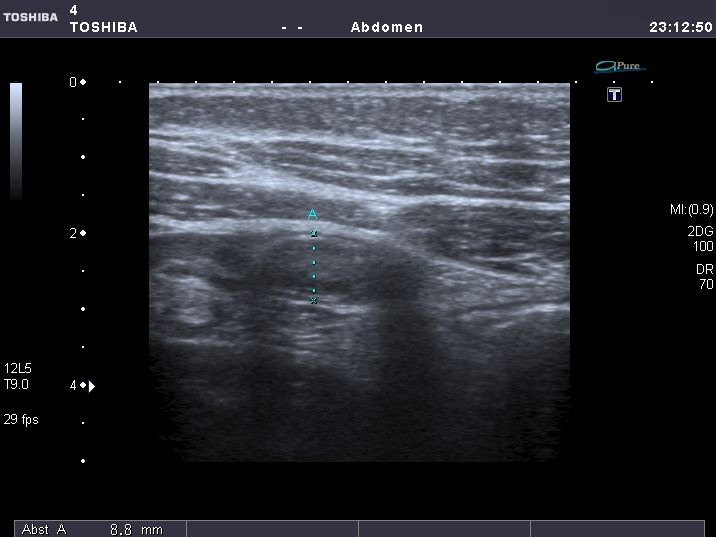 TOSHIBA
4
TOSHIBA - - Abdomen 23:12:50
Pure
T
0
A
2
MI:(0.9)
2DG
100
DR
70
12L5
T9.0
4
29 fps
Abst A 8.8 mm